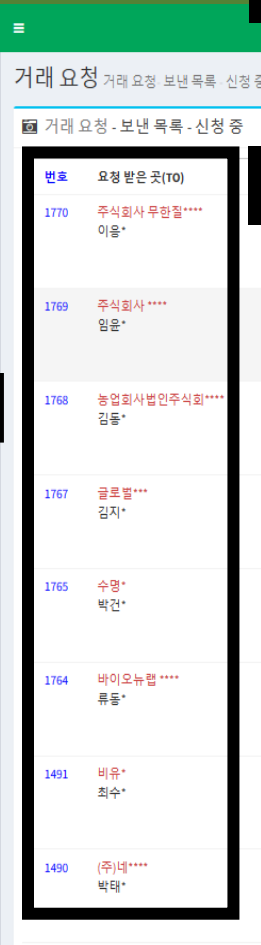 거래 요청 거래 요청 보낸 목록 - 신청
거래 요청 - 보낸 목록 - 신청 중
번호 요청 받은 곳(TO)
1770 주식회사 무한질****
이응*
1769 주식회사 ****
임윤*
1768 농업회사법인주식회****
김동*
1767 글로벌***
김지*
1765 수명*
박건*
1764 바이오뉴랩 ****
류동*
1491 비유*
최수*
1490 (주)네****
박태*